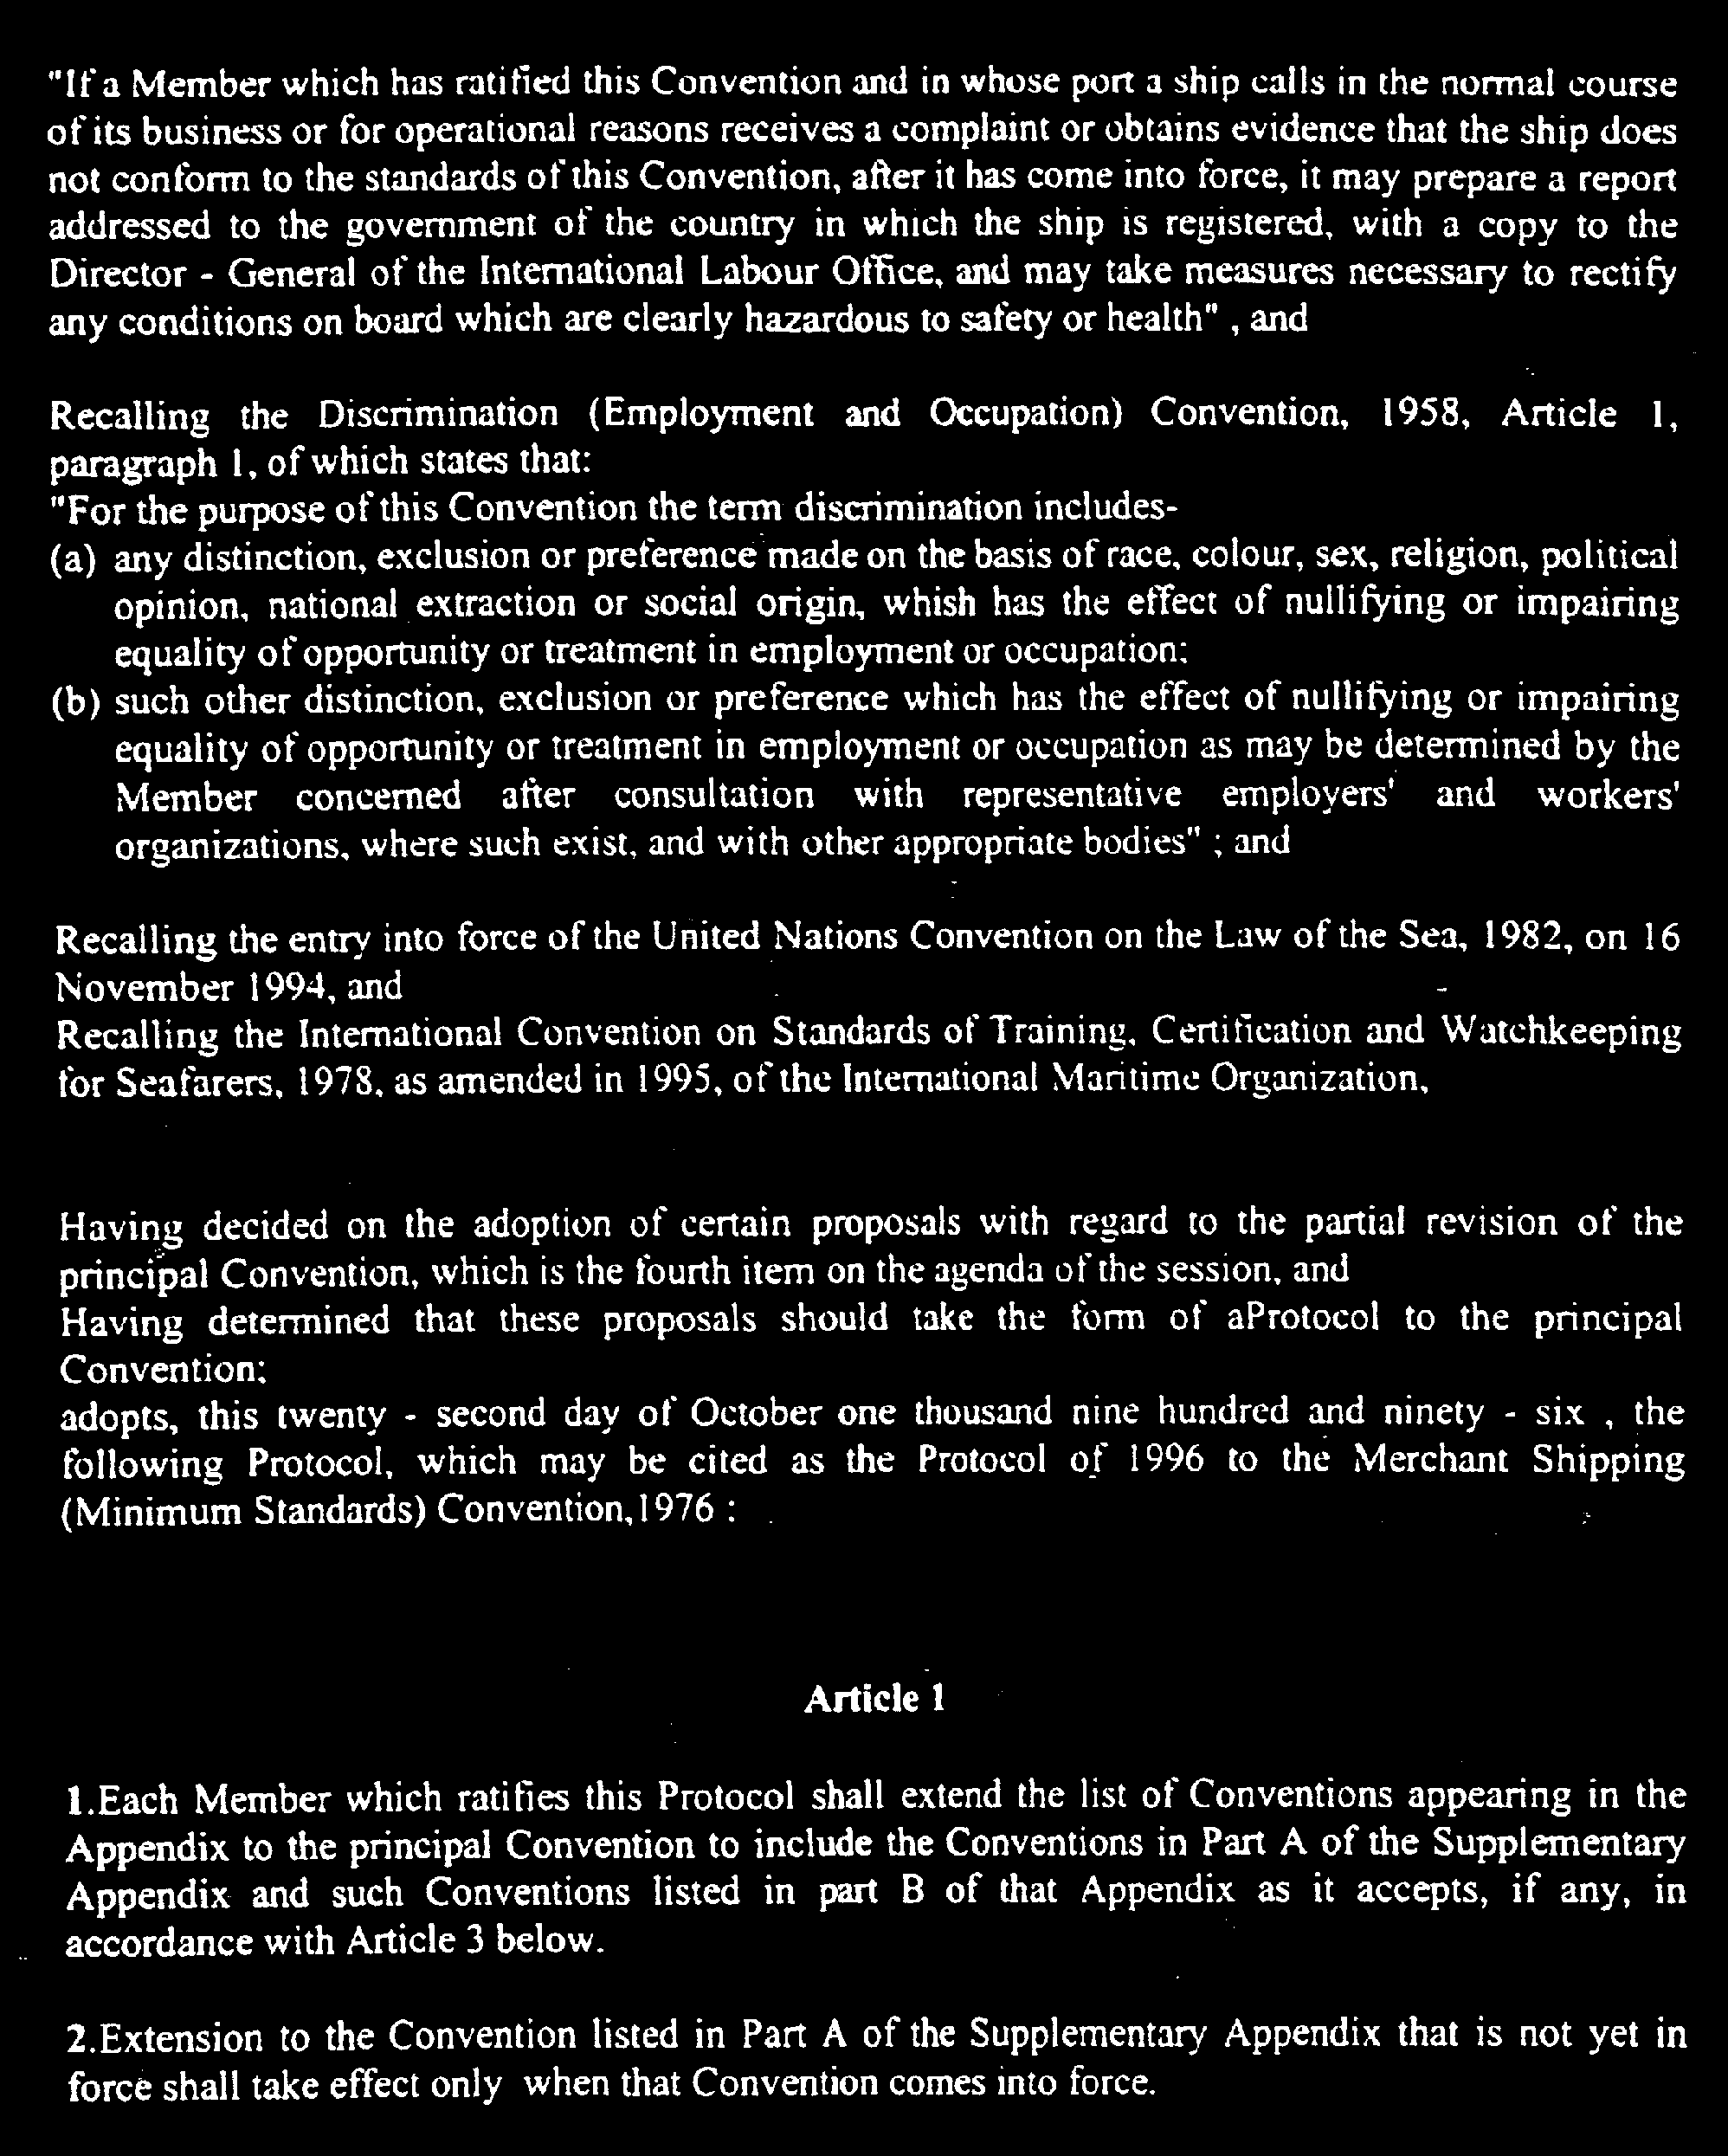 "If a Member which has ratified this Convention and in whose port a ship calls in the normal course
of its business or for operational reasons receives a complaint or obtains evidence that the ship does
not conform to the standards of this Convention, after it has come into force, it may prepare a report
addressed to the government of the country in which the ship is registered, with a copy to the
Director - General of the International Labour Office, and may take measures necessary to rectify
any conditions on board which are clearly hazardous to safety or health" , and
Recalling the Discrimination (Employment and Occupation) Convention, 1958, Article 1,
paragraph 1, of which states that:
"For the purpose of this Convention the term discrimination includes-
(a) any distinction, exclusion or preference made on the basis of race, colour, sex, religion, political
opinion, national extraction or social origin, whish has the effect of nullifying or impairing
equality of opportunity or treatment in employment or occupation;
(b) such other distinction, exclusion or preference which has the effect of nullifying or impairing
equality of opportunity or treatment in employment or occupation as may be determined by the
Member concerned after consultation with representative employers' and workers'
organizations, where such exist, and with other appropriate bodies" ; and
Recalling the entry into force of the United Nations Convention on the Law of the Sea, 1982, on 16
November 1994, and
Recalling the International Convention on Standards of Training, Certification and Watchkeeping
for Seafarers, 1978, as amended in 1995, of the International Maritime Organization,
Having decided on the adoption of certain proposals with regard to the partial revision of the
principal Convention, which is the fourth item on the agenda of the session, and
Having determined that these proposals should take the form of aProtocol to the principal
Convention;
adopts, this twenty - second day of October one thousand nine hundred and ninety - six , the
following Protocol, which may be cited as the Protocol of 1996 to the Merchant Shipping
(Minimum Standards) Convention,1976 :
Article 1
1.Each Member which ratifies this Protocol shall extend the list of Conventions appearing in the
Appendix to the principal Convention to include the Conventions in Part A of the Supplementary
Appendix and such Conventions listed in part B of that Appendix as it accepts, if any, in
accordance with Article 3 below.
2.Extension to the Convention listed in Part A of the Supplementary Appendix that is not yet in
force shall take effect only when that Convention comes into force.